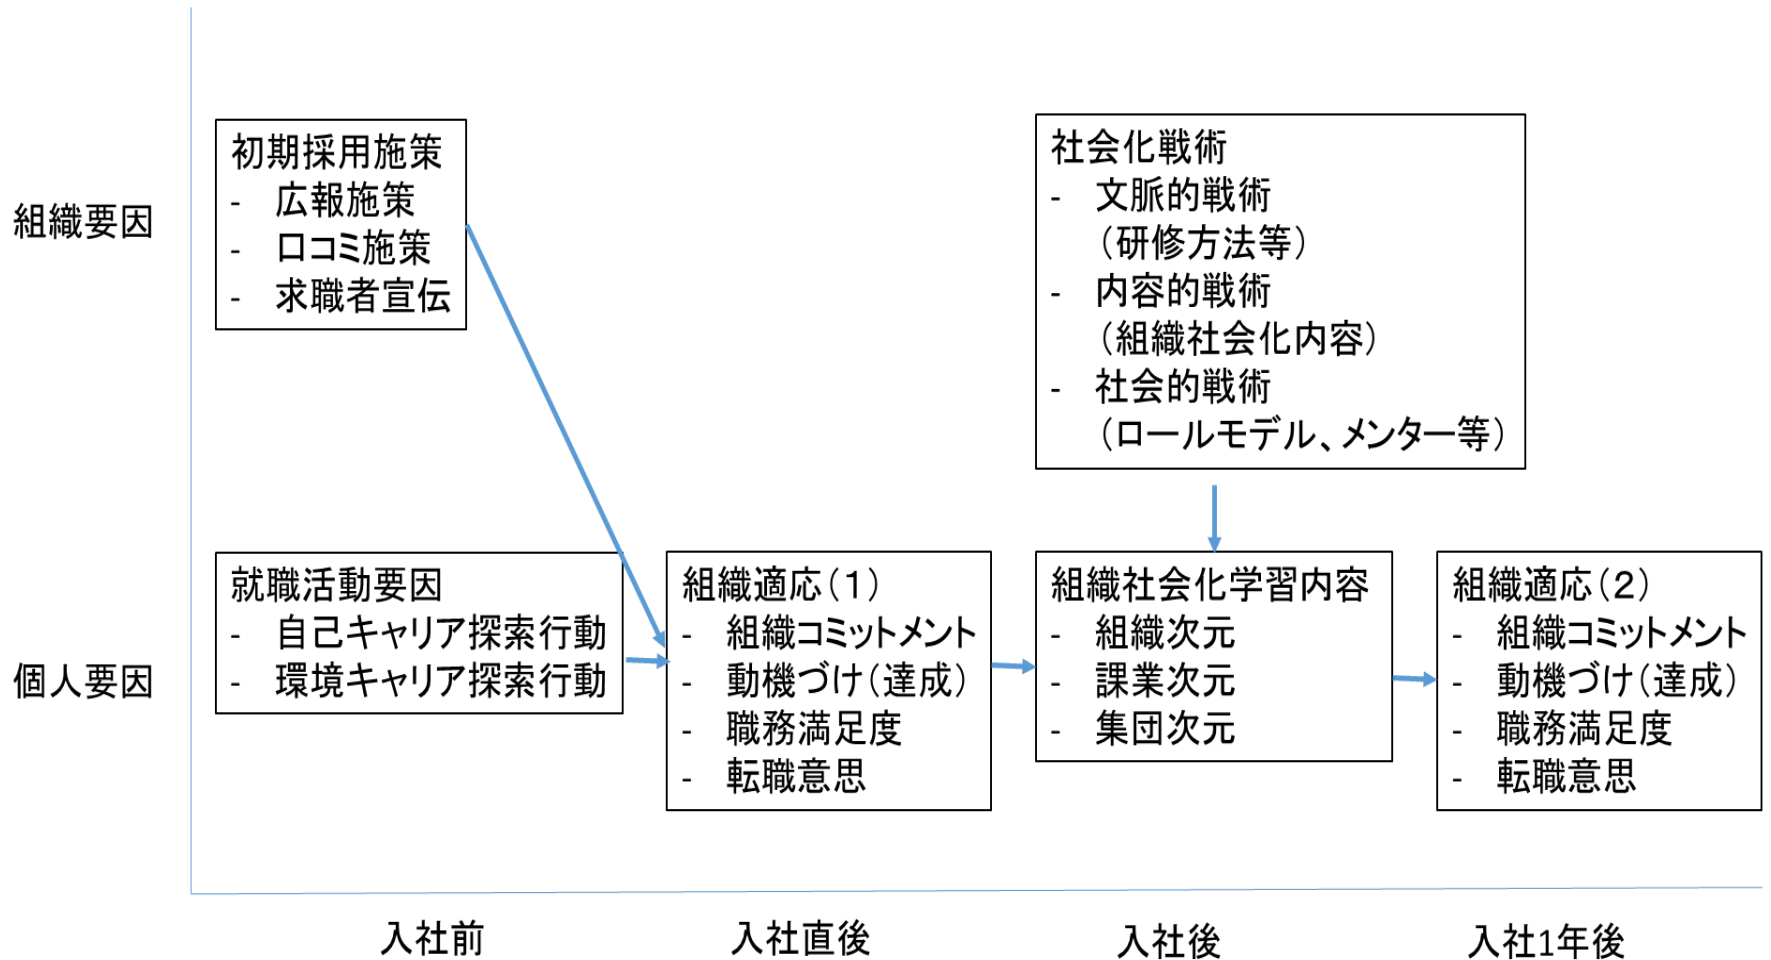 組織要因
初期採用施策
- 広報施策
- 口コミ施策
- 求職者宣伝
社会化戦術
- 文脈的戦術
（研修方法等）
- 内容的戦術
（組織社会化内容）
- 社会的戦術
（ロールモデル、メンター等）
個人要因
就職活動要因
- 自己キャリア探索行動
- 環境キャリア探索行動
組織適応（１）
- 組織コミットメント
- 動機づけ（達成）
- 職務満足度
- 転職意思
組織社会化学習内容
- 組織次元
- 課業次元
- 集団次元
組織適応（２）
- 組織コミットメント
- 動機づけ（達成）
- 職務満足度
- 転職意思
入社前
入社直後
入社後
入社1年後